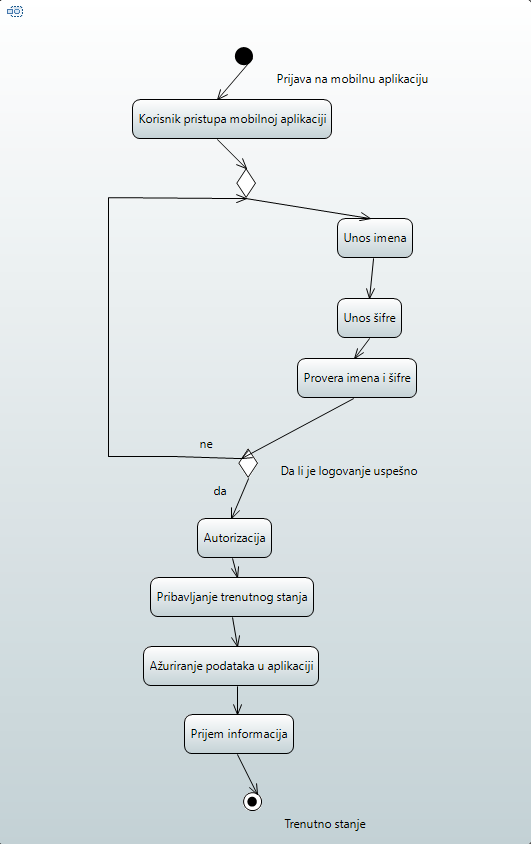 Prijava na mobilnu aplikaciju
Korisnik pristupa mobilnoj aplikaciji
Unos imena
Unos šifre
Provera imena i šifre
ne
Da li je logovanje uspešno
da
Autorizacija
Pribavljanje trenutnog stanja
Ažuriranje podataka u aplikaciji
Prijem informacija
Trenutno stanje